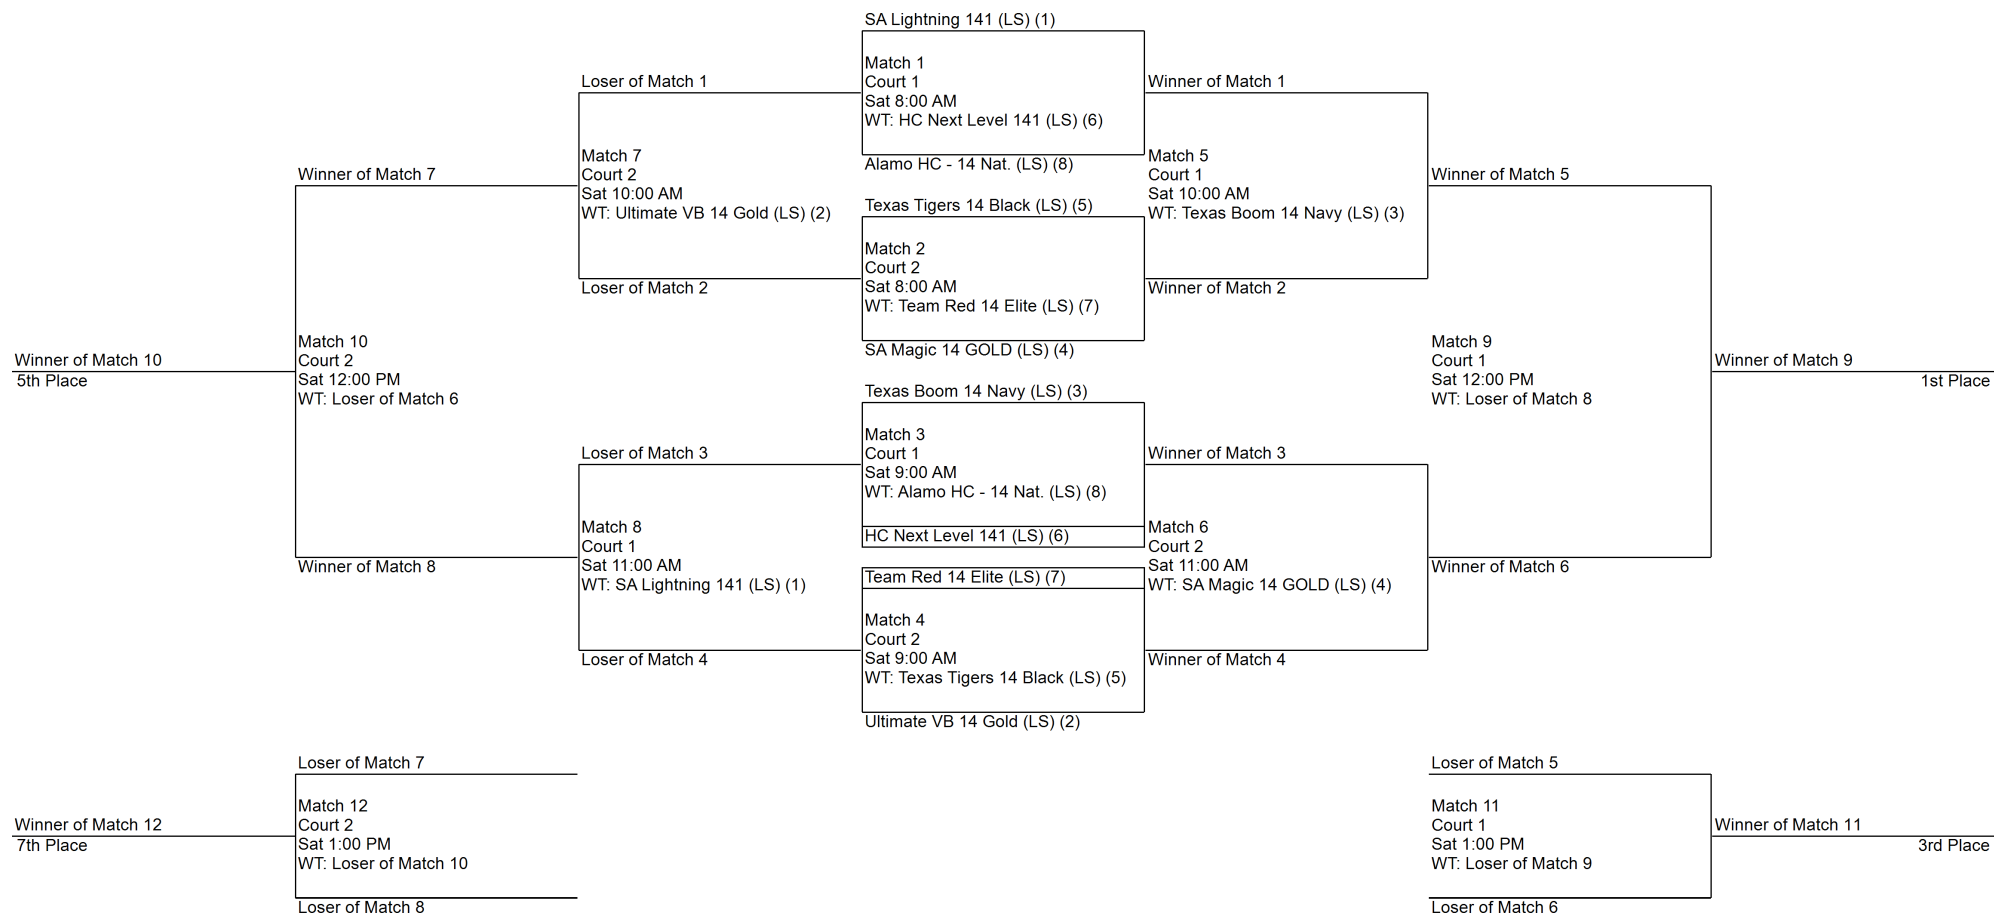 SA Lightning 141 (LS) (1)
Match 1
Court 1
Sat 8:00 AM
WT: HC Next Level 141 (LS) (6)
Alamo HC - 14 Nat. (LS) (8)
Texas Tigers 14 Black (LS) (5)
Match 2
Court 2
Sat 8:00 AM
WT: Team Red 14 Elite (LS) (7)
SA Magic 14 GOLD (LS) (4)
Texas Boom 14 Navy (LS) (3)
Match 3
Court 1
Sat 9:00 AM
WT: Alamo HC - 14 Nat. (LS) (8)
HC Next Level 141 (LS) (6)
Team Red 14 Elite (LS) (7)
Match 4
Court 2
Sat 9:00 AM
WT: Texas Tigers 14 Black (LS) (5)
Ultimate VB 14 Gold (LS) (2)
Loser of Match 1
Match 7
Court 2
Sat 10:00 AM
WT: Ultimate VB 14 Gold (LS) (2)
Loser of Match 2
Loser of Match 3
Match 8
Court 1
Sat 11:00 AM
WT: SA Lightning 141 (LS) (1)
Loser of Match 4
Winner of Match 1
Match 5
Court 1
Sat 10:00 AM
WT: Texas Boom 14 Navy (LS) (3)
Winner of Match 2
Winner of Match 3
Match 6
Court 2
Sat 11:00 AM
WT: SA Magic 14 GOLD (LS) (4)
Winner of Match 4
Winner of Match 7
Match 10
Court 2
Sat 12:00 PM
WT: Loser of Match 6
Winner of Match 8
Winner of Match 10
5th Place
Winner of Match 5
Match 9
Court 1
Sat 12:00 PM
WT: Loser of Match 8
Winner of Match 6
Winner of Match 9
1st Place
Loser of Match 7
Match 12
Court 2
Sat 1:00 PM
WT: Loser of Match 10
Loser of Match 8
Winner of Match 12
7th Place
Loser of Match 5
Match 11
Court 1
Sat 1:00 PM
WT: Loser of Match 9
Loser of Match 6
Winner of Match 11
3rd Place